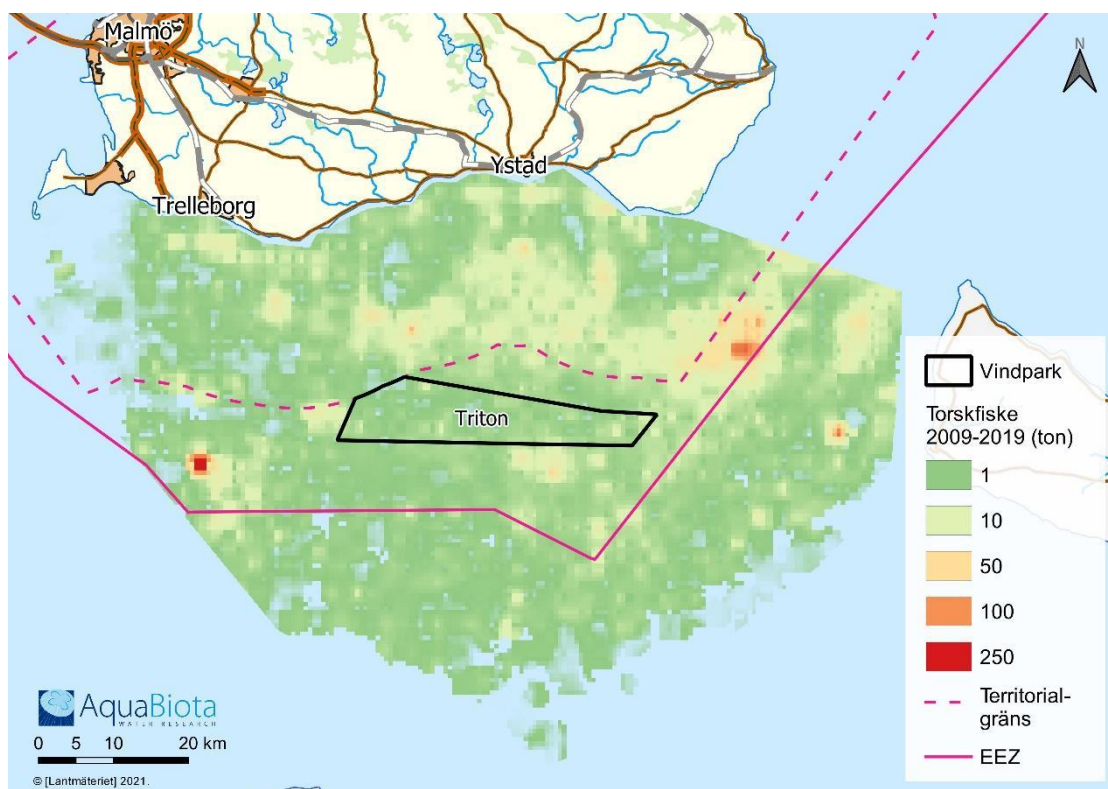 Malmö
N
Ystad
Trelleborg
Triton
Vindpark
Torskfiske
2009-2019 (ton)
1
10
50
100
250
Territorial-
gräns
EEZ
AquaBiota
WATER RESEARCH
0 5 10 20 km
© [Lantmäteriet] 2021.